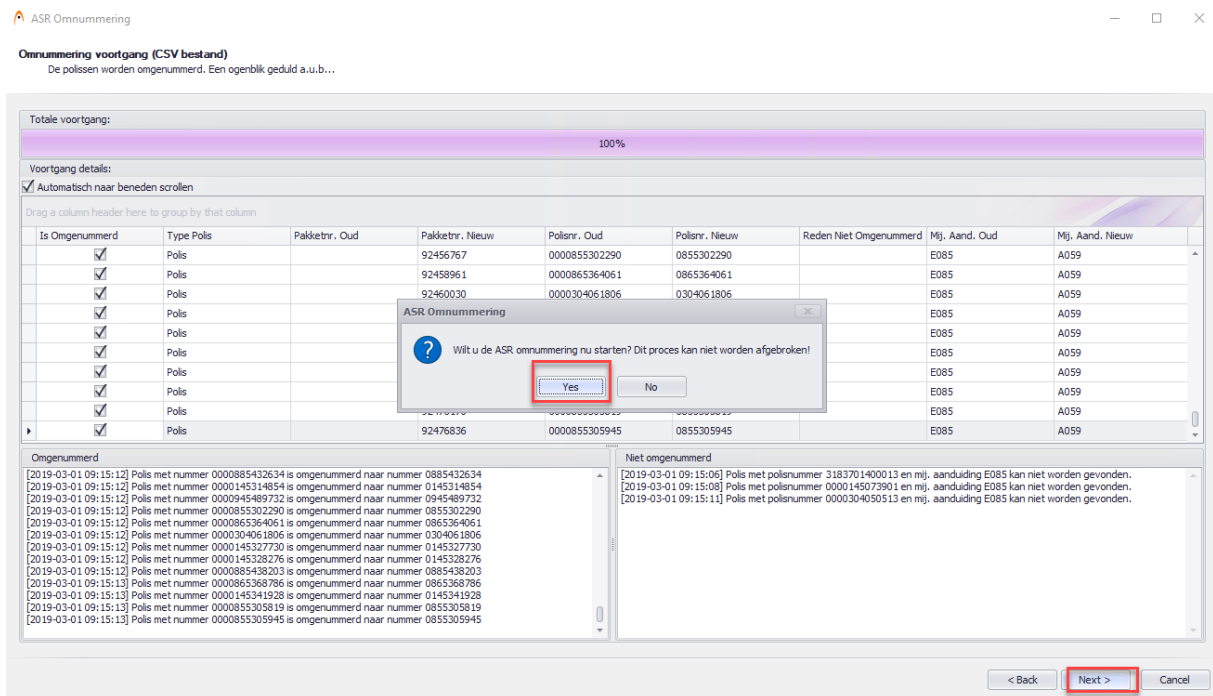 ASR Omnummering
Omnummering voortgang (CSV bestand)
De polissen worden omgenummerd. Een ogenblik geduld a.u.b...
Totale voortgang:
100%
Voortgang details:
Automatisch naar beneden scrollen
Drag a column header here to group by that column
Is Omgenummerd Type Polis Pakketnr. Oud Pakketnr. Nieuw Polisnr. Oud Polisnr. Nieuw Reden Niet Omgenummerd Mij. Aand. Oud Mij. Aand. Nieuw
Polis 92456767 0000855302290 0855302290 E085 A059
Polis 92458961 0000865364061 0865364061 E085 A059
Polis 92460030 0000304061806 0304061806 E085 A059
Polis E085 A059
Polis E085 A059
Polis E085 A059
Polis E085 A059
Polis E085 A059
Polis E085 A059
Polis 92476836 0000855305945 0855305945 E085 A059
ASR Omnummering
Wilt u de ASR omnummering nu starten? Dit proces kan niet worden afgebroken!
Yes No
Omgenummerd
[2019-03-01 09:15:12] Polis met nummer 0000885432634 is omgenummerd naar nummer 0885432634
[2019-03-01 09:15:12] Polis met nummer 0000145314854 is omgenummerd naar nummer 0145314854
[2019-03-01 09:15:12] Polis met nummer 0000945489732 is omgenummerd naar nummer 0945489732
[2019-03-01 09:15:12] Polis met nummer 0000855302290 is omgenummerd naar nummer 0855302290
[2019-03-01 09:15:12] Polis met nummer 0000865364061 is omgenummerd naar nummer 0865364061
[2019-03-01 09:15:12] Polis met nummer 0000304061806 is omgenummerd naar nummer 0304061806
[2019-03-01 09:15:12] Polis met nummer 0000145327730 is omgenummerd naar nummer 0145327730
[2019-03-01 09:15:12] Polis met nummer 0000145328276 is omgenummerd naar nummer 0145328276
[2019-03-01 09:15:12] Polis met nummer 0000885438203 is omgenummerd naar nummer 0885438203
[2019-03-01 09:15:13] Polis met nummer 0000865368786 is omgenummerd naar nummer 0865368786
[2019-03-01 09:15:13] Polis met nummer 0000145341928 is omgenummerd naar nummer 0145341928
[2019-03-01 09:15:13] Polis met nummer 0000855305819 is omgenummerd naar nummer 0855305819
[2019-03-01 09:15:13] Polis met nummer 0000855305945 is omgenummerd naar nummer 0855305945
Niet omgenummerd
[2019-03-01 09:15:06] Polis met polisnummer 3183701400013 en mij. aanduiding E085 kan niet worden gevonden.
[2019-03-01 09:15:08] Polis met polisnummer 0000145073901 en mij. aanduiding E085 kan niet worden gevonden.
[2019-03-01 09:15:11] Polis met polisnummer 0000304050513 en mij. aanduiding E085 kan niet worden gevonden.
< Back Next > Cancel